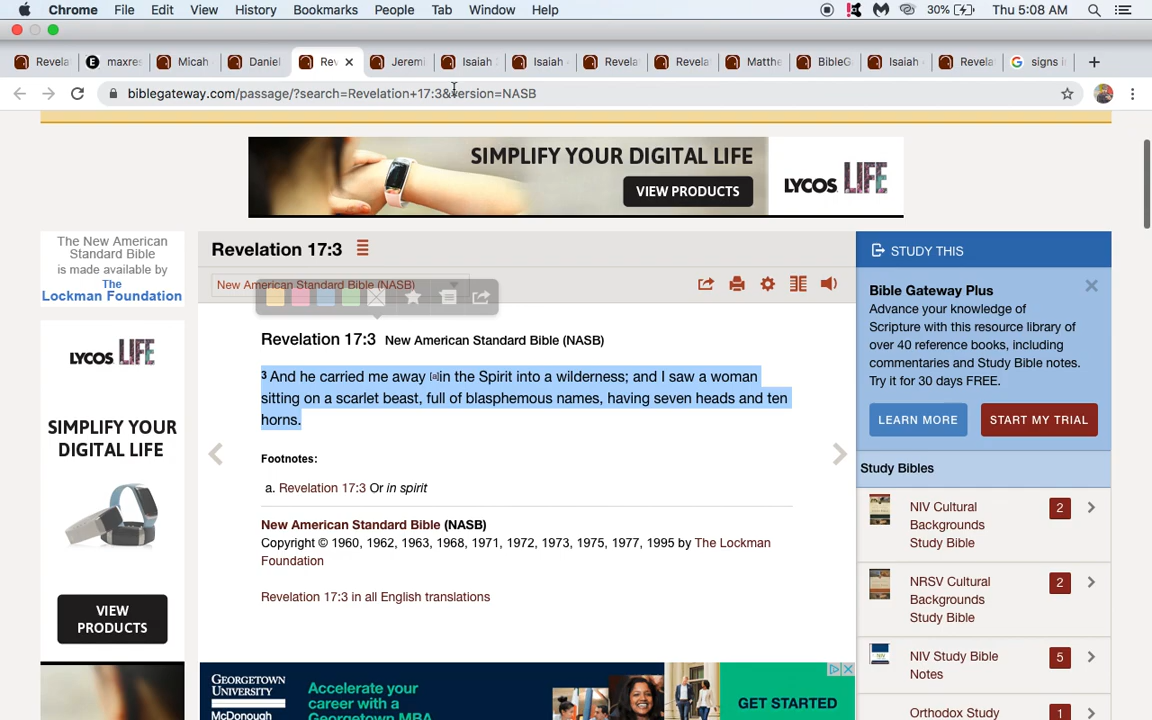 Chrome File Edit View History Bookmarks People Tab Window Help 30% Thu 5:08 AM
Revela maxres Micah Daniel Rev Jeremi Isaiah Isaiah Revela Revela Matthe BibleG Isaiah Revela signs i
biblegateway.com/passage/?search=Revelation+17:3&version=NASB
SIMPLIFY YOUR DIGITAL LIFE
VIEW PRODUCTS
LYCOS LIFE
The New American
Standard Bible
is made available by
The
Lockman Foundation
LYCOS LIFE
SIMPLIFY YOUR
DIGITAL LIFE
VIEW
PRODUCTS
Revelation 17:3
New American Standard Bible (NASB)
Revelation 17:3 New American Standard Bible (NASB)
3 And he carried me away [a]in the Spirit into a wilderness; and I saw a woman
sitting on a scarlet beast, full of blasphemous names, having seven heads and ten
horns.
Footnotes:
a. Revelation 17:3 Or in spirit
New American Standard Bible (NASB)
Copyright © 1960, 1962, 1963, 1968, 1971, 1972, 1973, 1975, 1977, 1995 by The Lockman
Foundation
Revelation 17:3 in all English translations
GEORGETOWN
UNIVERSITY
McDonough
Accelerate your
career with a
Georgetown MBA
GET STARTED
STUDY THIS
Bible Gateway Plus
Advance your knowledge of
Scripture with this resource library of
over 40 reference books, including
commentaries and Study Bible notes.
Try it for 30 days FREE.
LEARN MORE
START MY TRIAL
Study Bibles
NIV Cultural
Backgrounds
Study Bible
2
NRSV Cultural
Backgrounds
Study Bible
2
NIV Study Bible
Notes
5
Orthodox Study
1